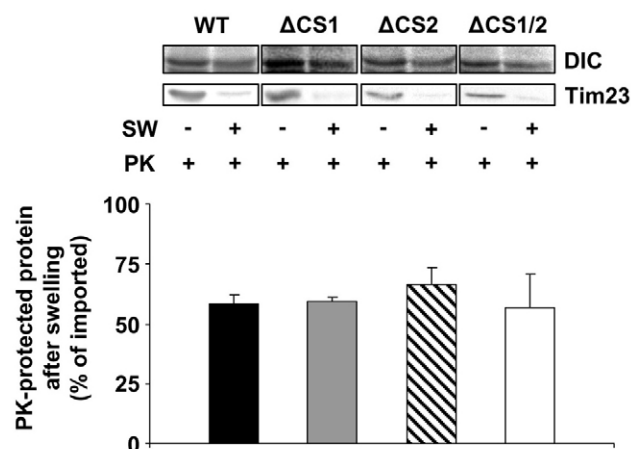 WT ΔCS1 ΔCS2 ΔCS1/2
DIC
Tim23
SW - + - + - + - +
PK + + + + + + + +
PK-protected protein
after swelling
(% of imported)
100
75
50
25
0